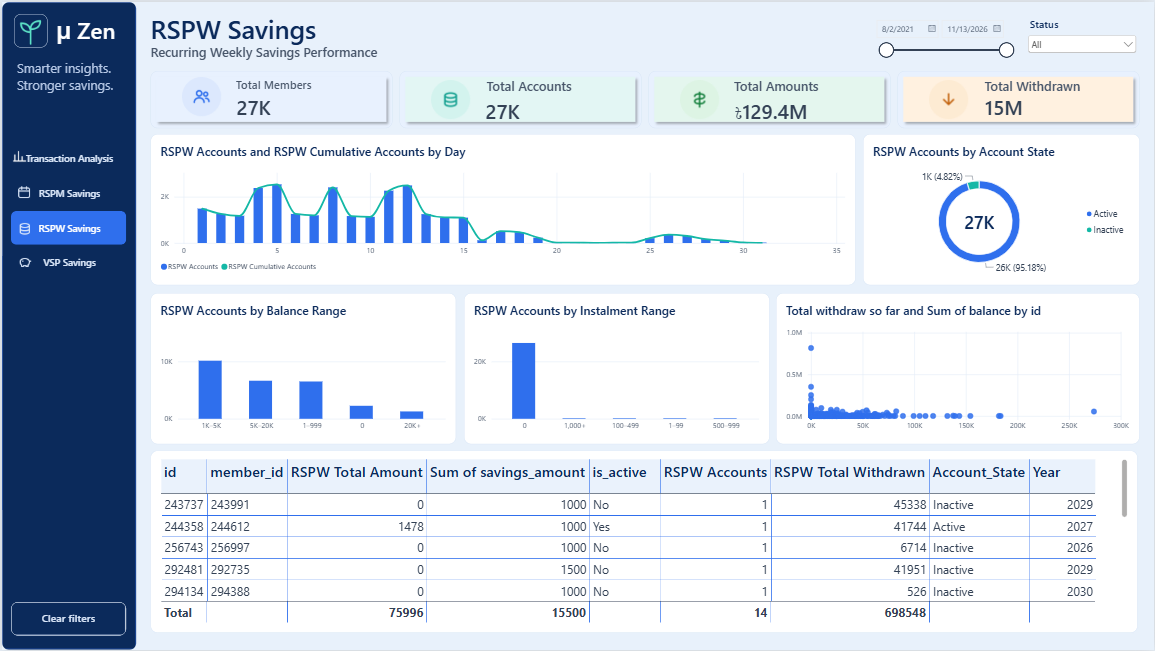 μ Zen
Smarter insights.
Stronger savings.
Transaction Analysis
RSPM Savings
RSPW Savings
VSP Savings
Clear filters
RSPW Savings
Recurring Weekly Savings Performance
8/2/2021 11/13/2026
Status
All
Total Members
27K
Total Accounts
27K
Total Amounts
৳129.4M
Total Withdrawn
15M
RSPW Accounts and RSPW Cumulative Accounts by Day
2K
0K
0 5 10 15 20 25 30 35
RSPW Accounts RSPW Cumulative Accounts
RSPW Accounts by Account State
1K (4.82%)
27K
26K (95.18%)
Active
Inactive
RSPW Accounts by Balance Range
10K
0K
1K-5K 5K-20K 1-999 0 20K+
RSPW Accounts by Instalment Range
20K
0K
0 1,000+ 100-499 1-99 500-999
Total withdraw so far and Sum of balance by id
1.0M
0.5M
0.0M
0K 50K 100K 150K 200K 250K 300K
id member_id RSPW Total Amount Sum of savings_amount is_active RSPW Accounts RSPW Total Withdrawn Account_State Year
243737 243991 0 1000 No 1 45338 Inactive 2029
244358 244612 1478 1000 Yes 1 41744 Active 2027
256743 256997 0 1000 No 1 6714 Inactive 2026
292481 292735 0 1500 No 1 41951 Inactive 2029
294134 294388 0 1000 No 1 526 Inactive 2030
Total 75996 15500 14 698548